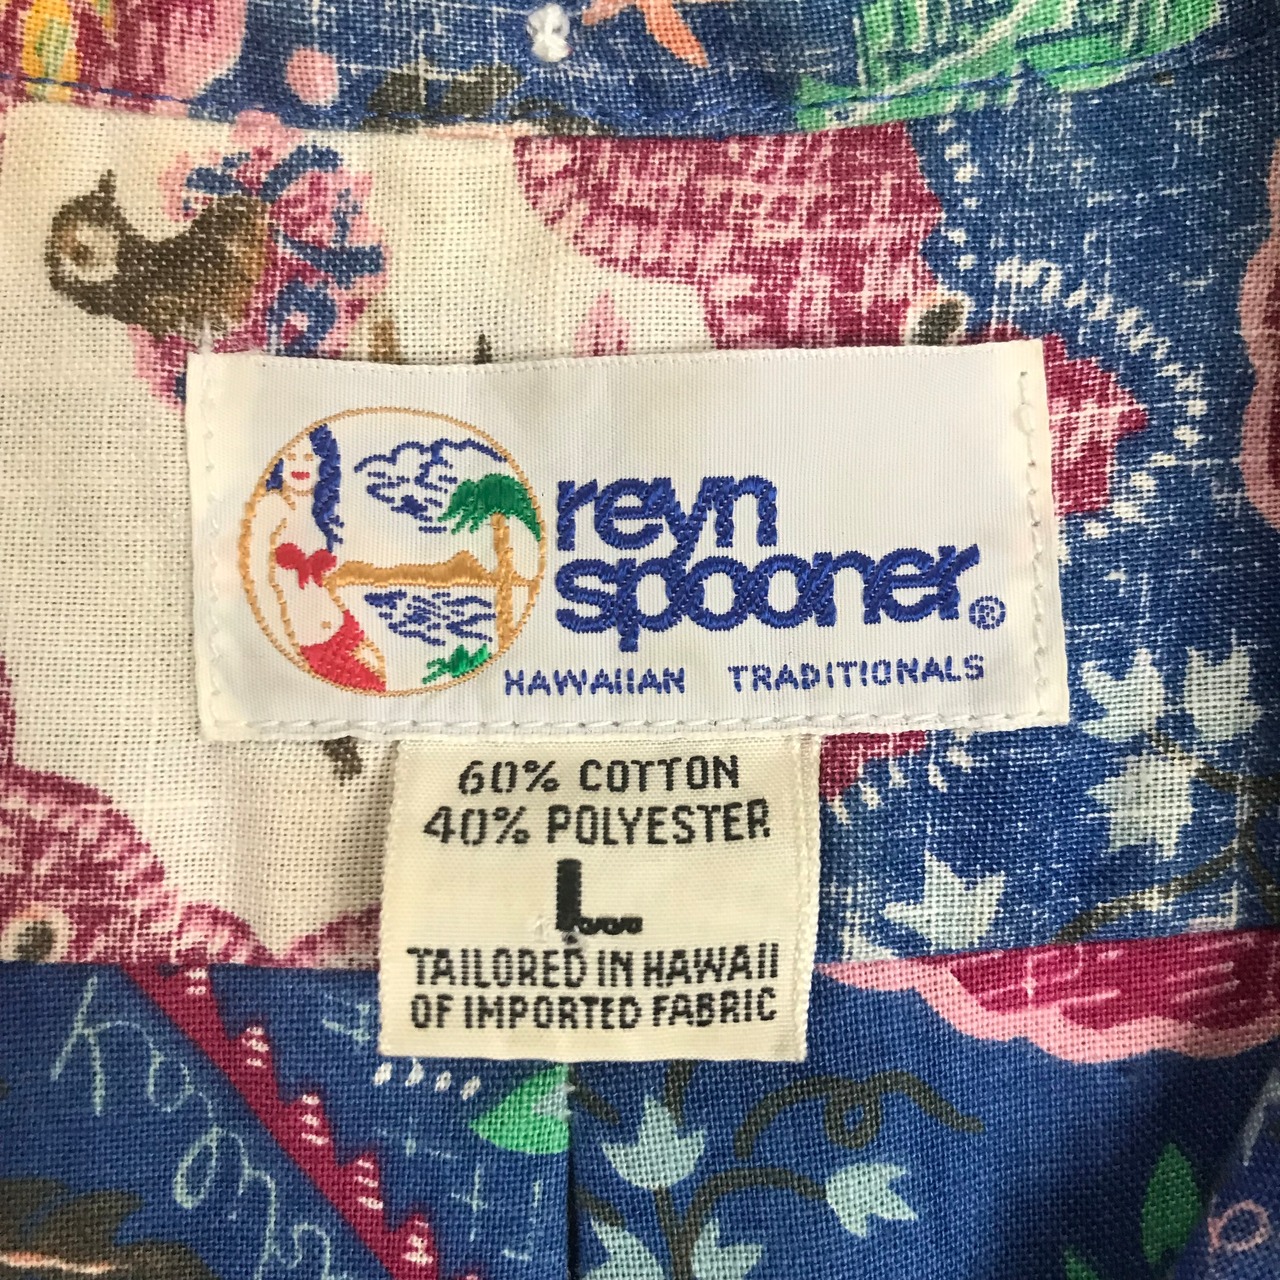 reyn
spooner®
HAWAIIAN TRADITIONALS
60% COTTON
40% POLYESTER
L
TAILORED IN HAWAII
OF IMPORTED FABRIC